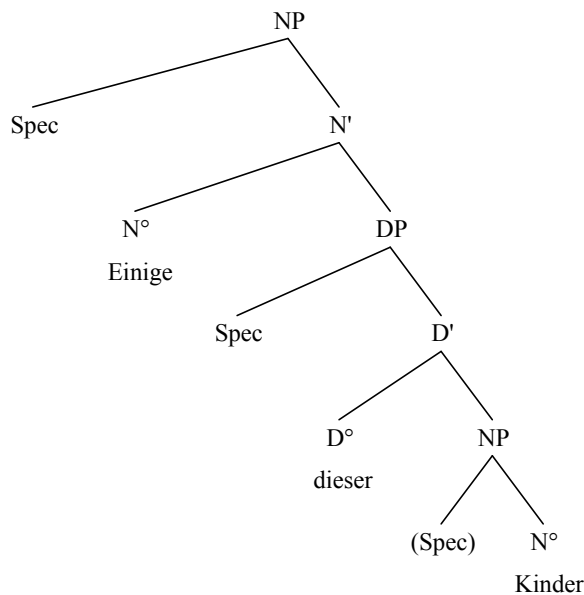 NP
Spec N'
N° DP
Einige
Spec D'
D° NP
dieser
(Spec) N°
Kinder